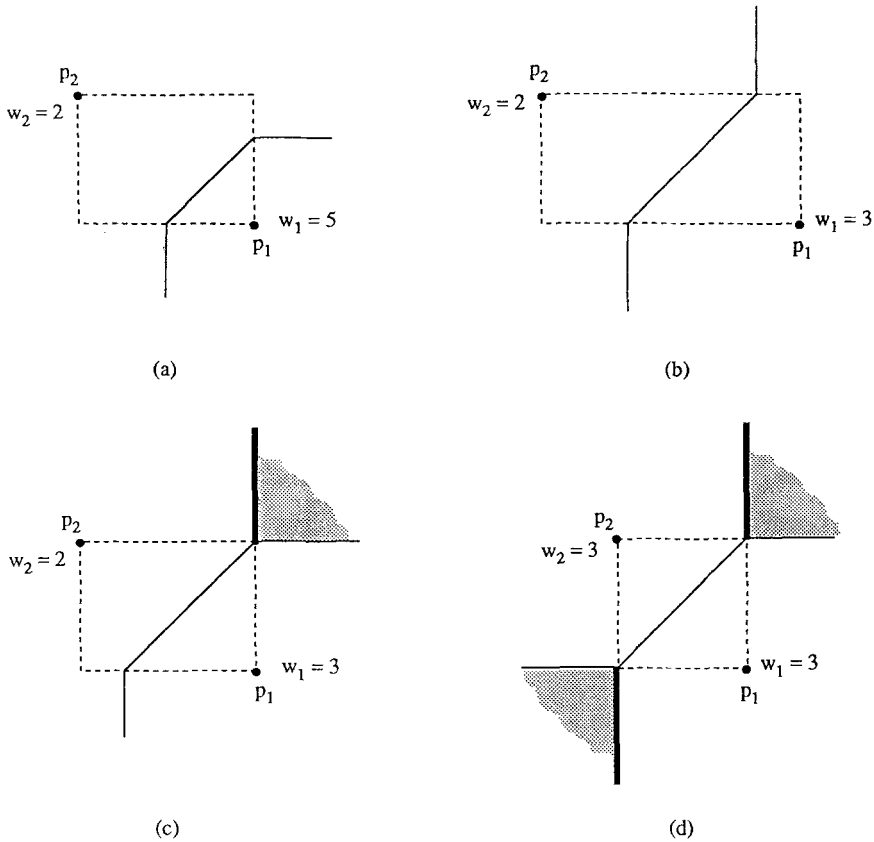 p2
w2 = 2
w1 = 5
p1
(a)
p2
w2 = 2
w1 = 3
p1
(b)
p2
w2 = 2
w1 = 3
p1
(c)
p2
w2 = 3
w1 = 3
p1
(d)